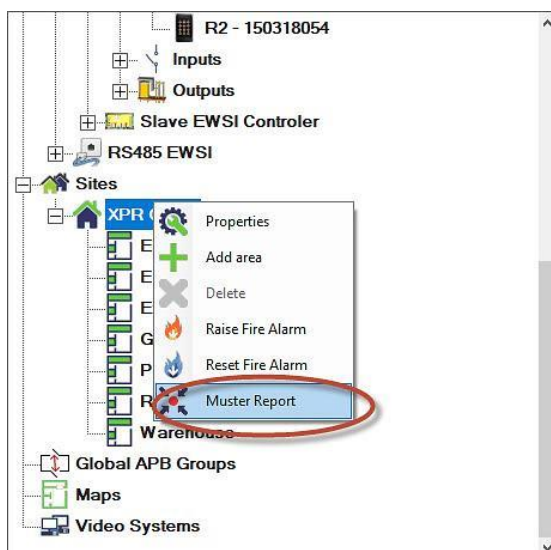 R2 - 150318054
Inputs
Outputs
Slave EWSI Controler
RS485 EWSI
Sites
XPR
Properties
E
Add area
E
Delete
E
Raise Fire Alarm
G
Reset Fire Alarm
P
Muster Report
R
Warehouse
Global APB Groups
Maps
Video Systems